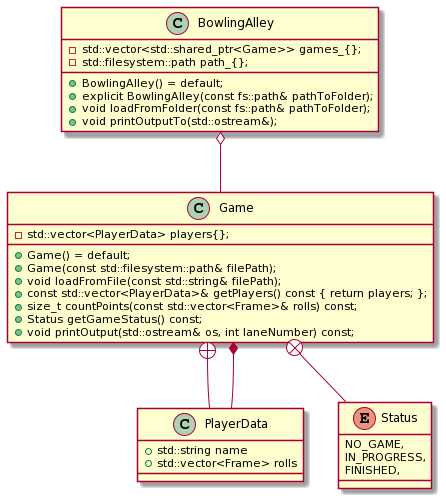 C BowlingAlley
std::vector<std::shared_ptr<Game>> games_{};
std::filesystem::path path_{};
BowlingAlley() = default;
explicit BowlingAlley(const fs::path& pathToFolder);
void loadFromFolder(const fs::path& pathToFolder);
void printOutputTo(std::ostream&);
C Game
std::vector<PlayerData> players{};
Game() = default;
Game(const std::filesystem::path& filePath);
void loadFromFile(const std::string& filePath);
const std::vector<PlayerData>& getPlayers() const { return players; };
size_t countPoints(const std::vector<Frame>& rolls) const;
Status getGameStatus() const;
void printOutput(std::ostream& os, int laneNumber) const;
C PlayerData
std::string name
std::vector<Frame> rolls
E Status
NO_GAME,
IN_PROGRESS,
FINISHED,